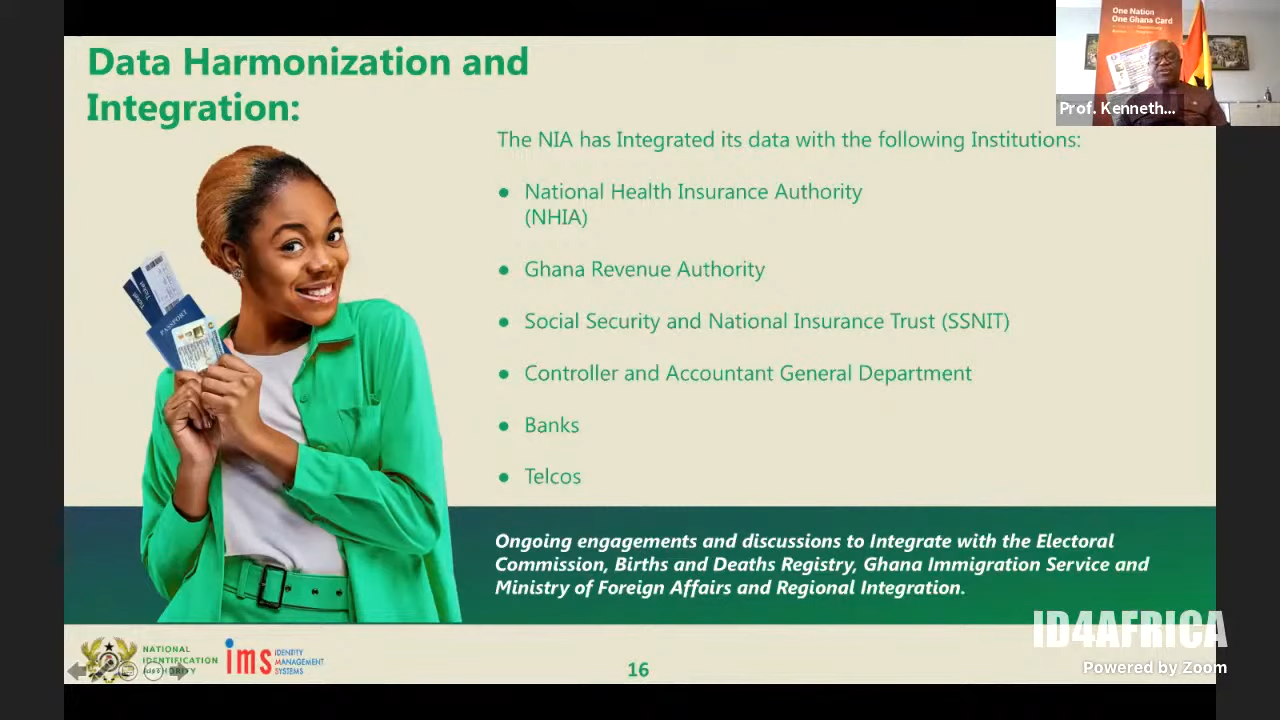 Data Harmonization and
Integration:
One Nation
One Ghana Card
Prof. Kenneth...
The NIA has Integrated its data with the following Institutions:
● National Health Insurance Authority
(NHIA)
● Ghana Revenue Authority
● Social Security and National Insurance Trust (SSNIT)
● Controller and Accountant General Department
● Banks
● Telcos
Ticket
Ticket
PASSPORT
Ongoing engagements and discussions to Integrate with the Electoral
Commission, Births and Deaths Registry, Ghana Immigration Service and
Ministry of Foreign Affairs and Regional Integration.
NATIONAL
IDENTIFICATION
AUTHORITY
ims
IDENTITY
MANAGEMENT
SYSTEMS
16
ID4AFRICA
Powered by Zoom